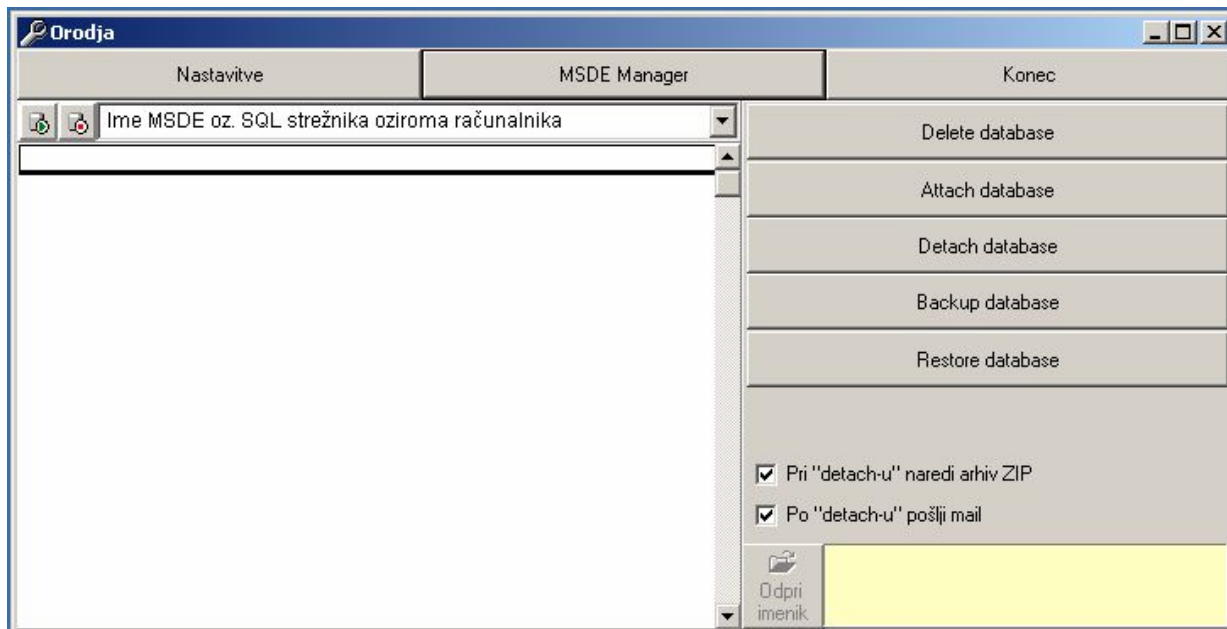 Orodja
Nastavitve
MSDE Manager
Konec
Ime MSDE oz. SQL strežnika oziroma računalnika
Delete database
Attach database
Detach database
Backup database
Restore database
Pri "detach-u" naredi arhiv ZIP
Po "detach-u" pošlji mail
Odpri
imenik